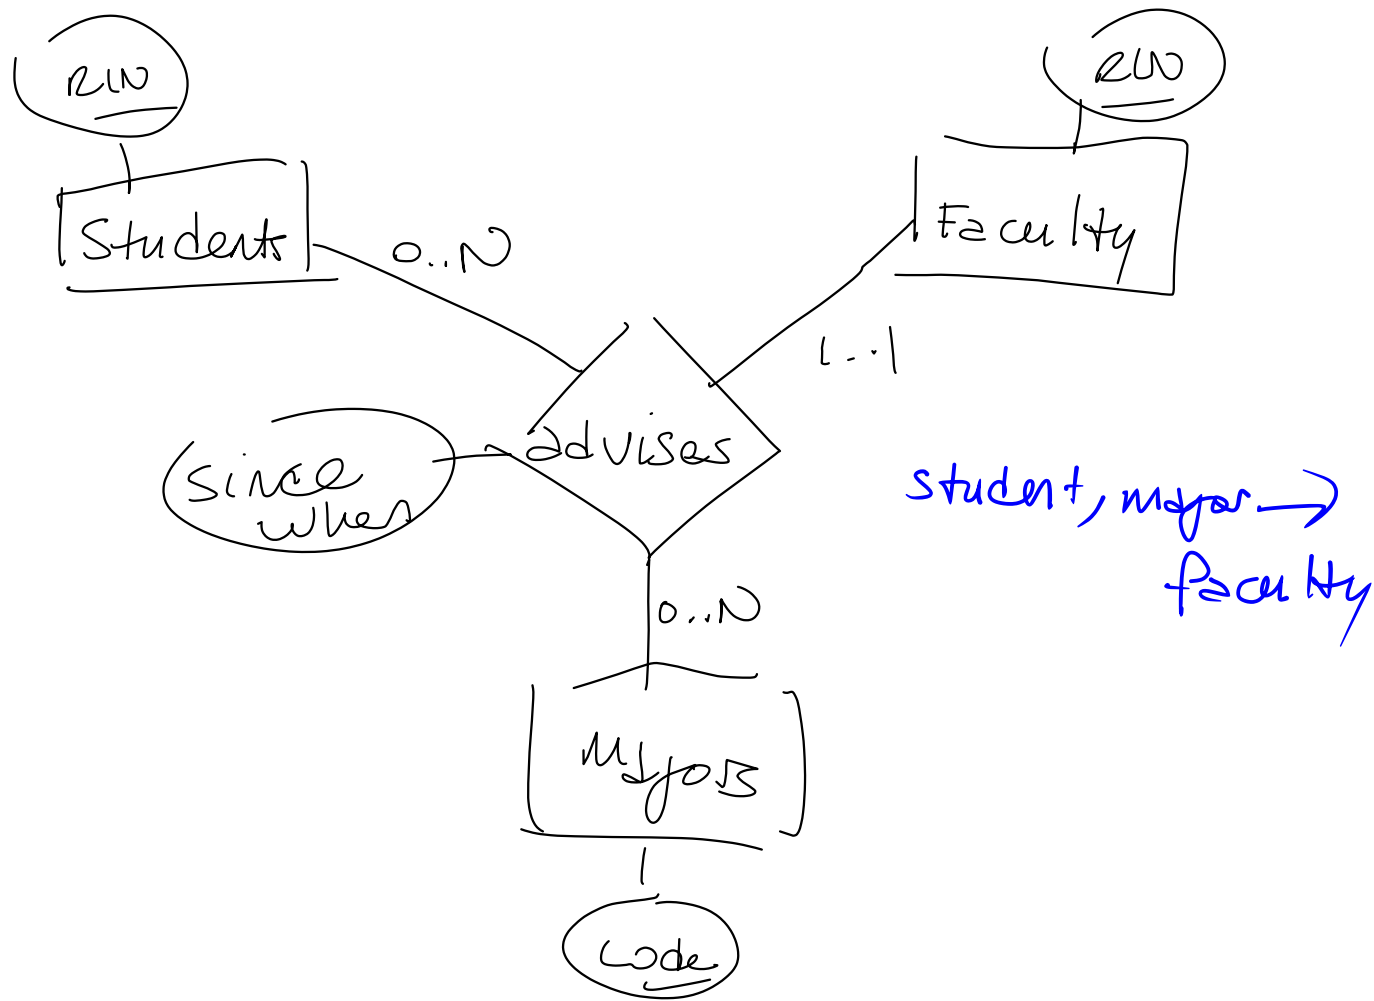 RIN
RIN
Students
Faculty
0..N
1..1
advises
since
when
student, major →
faculty
0..N
Majors
code